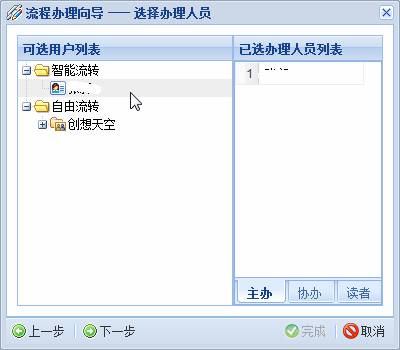 流程办理向导 —— 选择办理人员
可选用户列表
智能流转
自由流转
创想天空
已选办理人员列表
1
主办 协办 读者
上一步 下一步 完成 取消